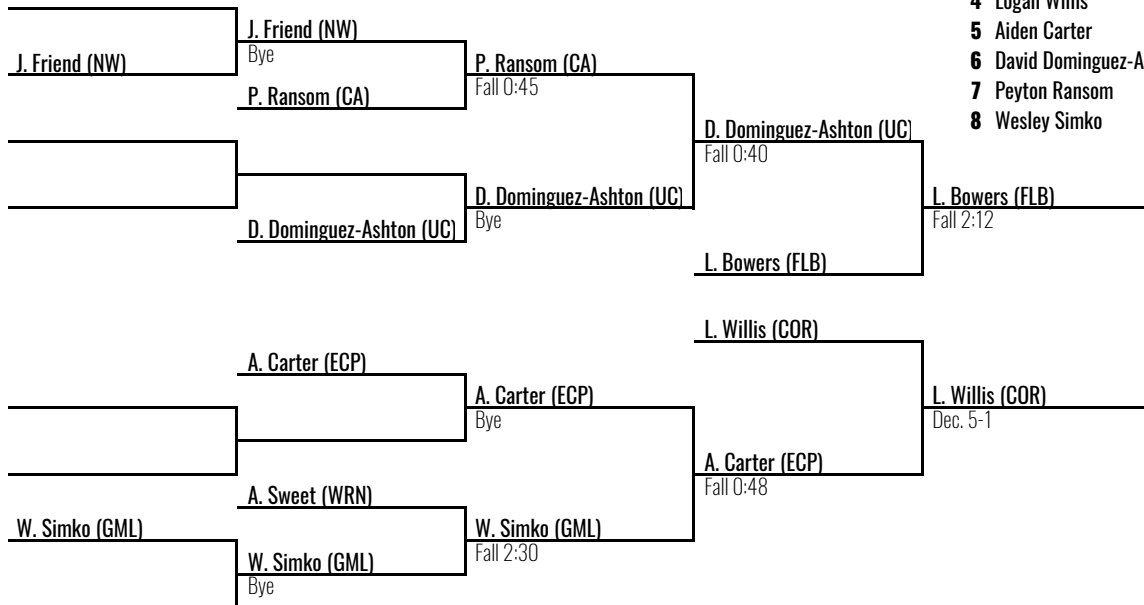 4 Logan Willis
J. Friend (NW)
Bye
5 Aiden Carter
J. Friend (NW)
P. Ransom (CA)
6 David Dominguez-A
Fall 0:45
P. Ransom (CA)
7 Peyton Ransom
D. Dominguez-Ashton (UC)
8 Wesley Simko
Fall 0:40
D. Dominguez-Ashton (UC)
L. Bowers (FLB)
Bye
Fall 2:12
D. Dominguez-Ashton (UC)
L. Bowers (FLB)
L. Willis (COR)
A. Carter (ECP)
A. Carter (ECP)
L. Willis (COR)
Bye
Dec. 5-1
A. Carter (ECP)
Fall 0:48
A. Sweet (WRN)
W. Simko (GML)
W. Simko (GML)
Fall 2:30
W. Simko (GML)
Bye